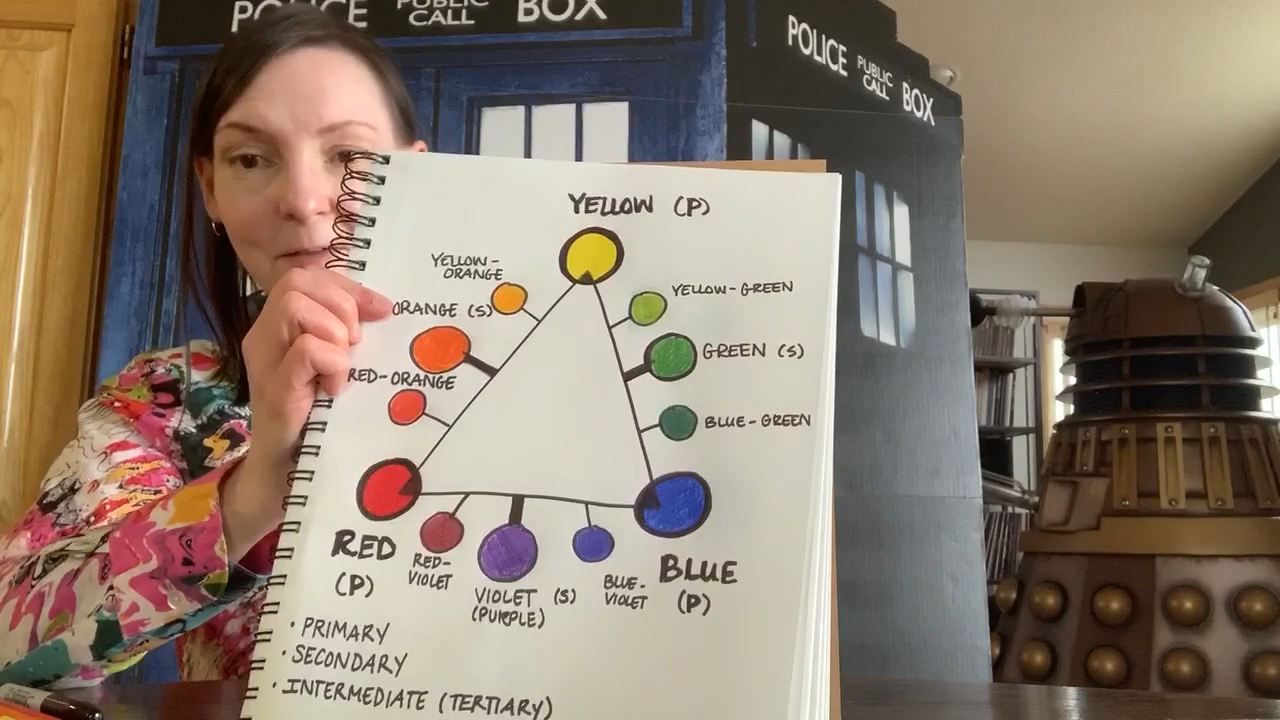 POLICE PUBLIC CALL BOX
POLICE PUBLIC CALL BOX
YELLOW (P)
YELLOW-
ORANGE
YELLOW-GREEN
ORANGE (S)
GREEN (S)
RED-ORANGE
BLUE-GREEN
RED
(P)
RED-
VIOLET
VIOLET (S)
(PURPLE)
BLUE-
VIOLET
BLUE
(P)
• PRIMARY
• SECONDARY
• INTERMEDIATE (TERTIARY)